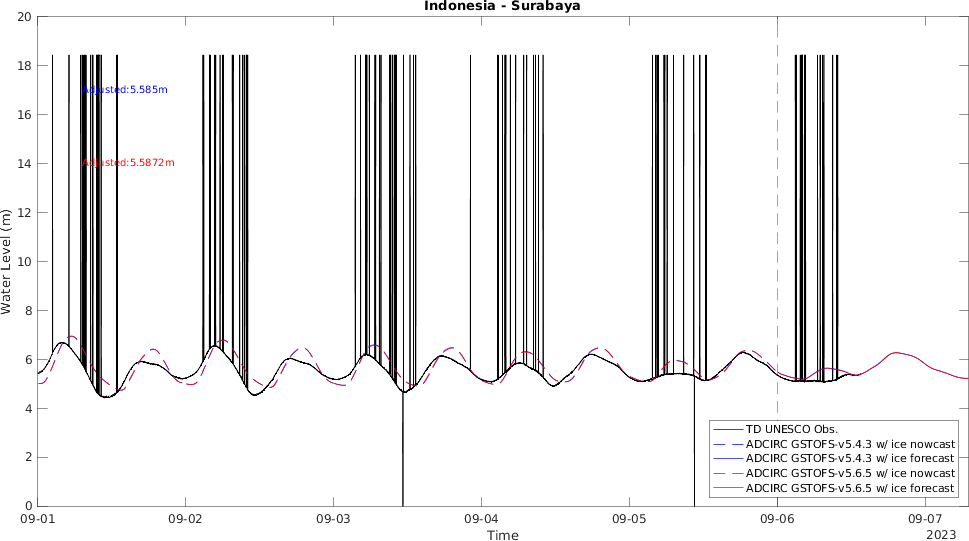 Indonesia - Surabaya
20
18
16
14
12
10
8
6
4
2
0
Water Level (m)
Adjusted:5.585m
Adjusted:5.5872m
TD UNESCO Obs.
ADCIRC GSTOFS-v5.4.3 w/ ice nowcast
ADCIRC GSTOFS-v5.4.3 w/ ice forecast
ADCIRC GSTOFS-v5.6.5 w/ ice nowcast
ADCIRC GSTOFS-v5.6.5 w/ ice forecast
09-01 09-02 09-03 09-04 09-05 09-06 09-07
Time
2023